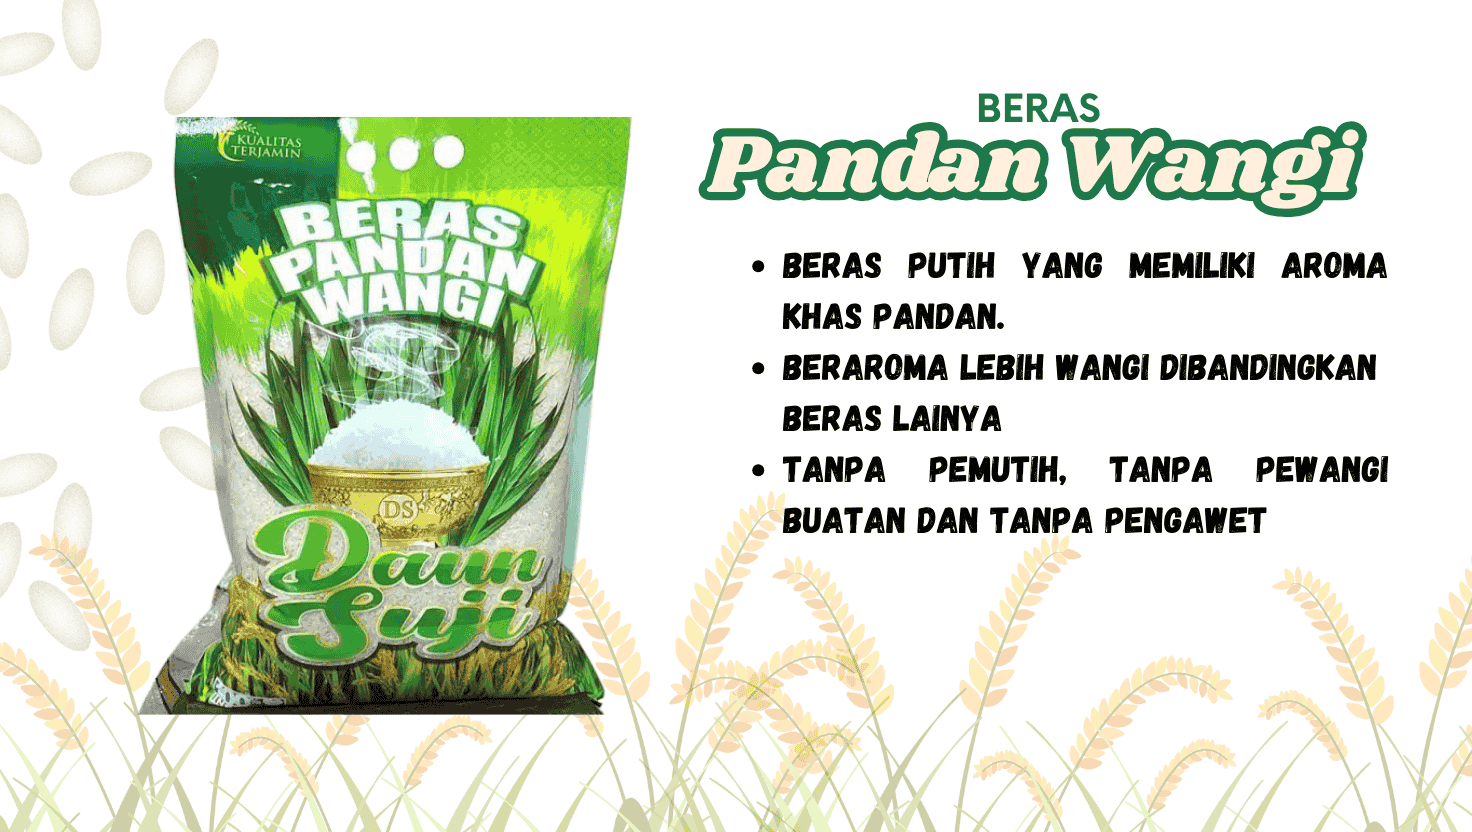 KUALITAS
TERJAMIN
BERAS
PANDAN
WANGI
DS
Daun
Suji
BERAS
Pandan Wangi
• BERAS PUTIH YANG MEMILIKI AROMA
KHAS PANDAN.
• BERAROMA LEBIH WANGI DIBANDINGKAN
BERAS LAINYA
• TANPA PEMUTIH, TANPA PEWANGI
BUATAN DAN TANPA PENGAWET